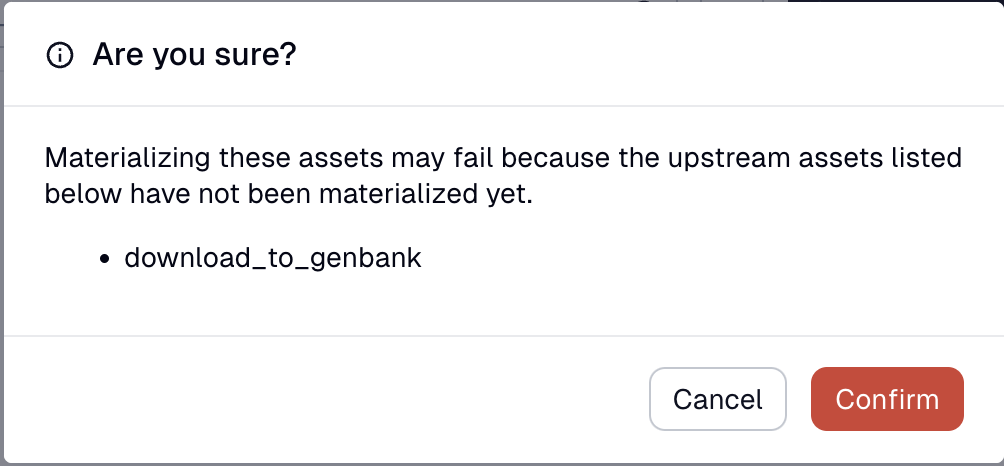 Are you sure?
Materializing these assets may fail because the upstream assets listed
below have not been materialized yet.
• download_to_genbank
Cancel Confirm